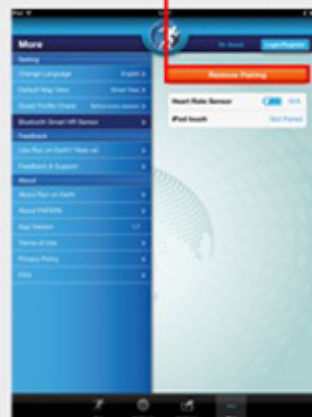 More
Login/Register
Setting
Change Language English >
Default Map View Street View >
Guest Profile Check
Bluetooth Smart HR Sensor >
Remove Pairing
Heart Rate Sensor N/A
iPod touch Not Paired
Feedback
Like Run on Earth? Rate us! >
Feedback & Support >
About
About Run on Earth >
About PAFERS >
App Version
Terms of Use >
Privacy Policy >
FAQ >